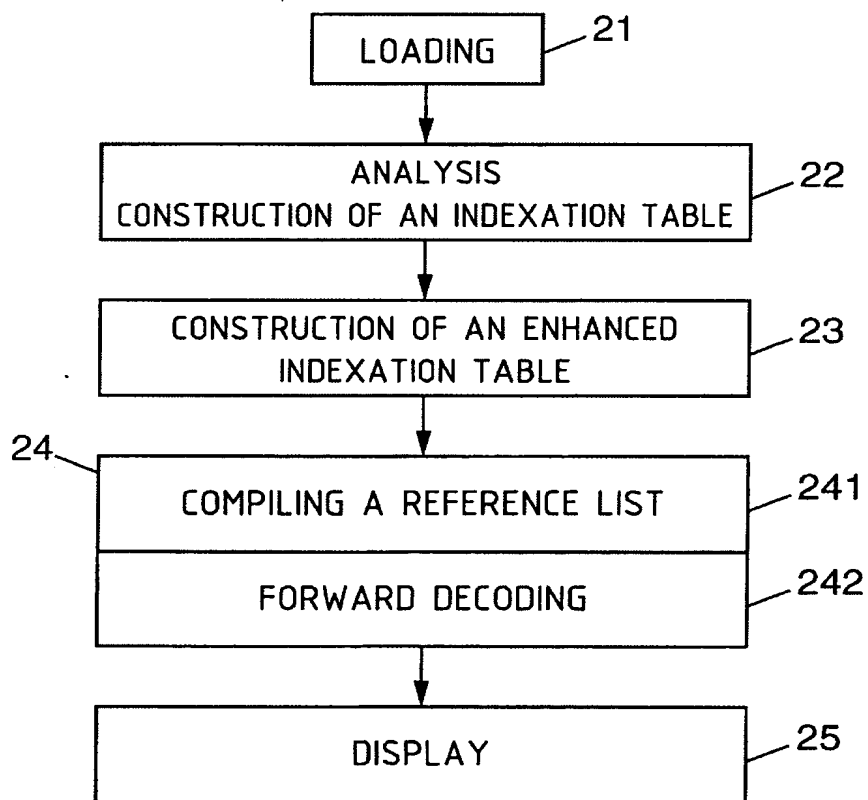 LOADING
21
ANALYSIS
CONSTRUCTION OF AN INDEXATION TABLE
22
CONSTRUCTION OF AN ENHANCED
INDEXATION TABLE
23
24
COMPILING A REFERENCE LIST
241
FORWARD DECODING
242
DISPLAY
25